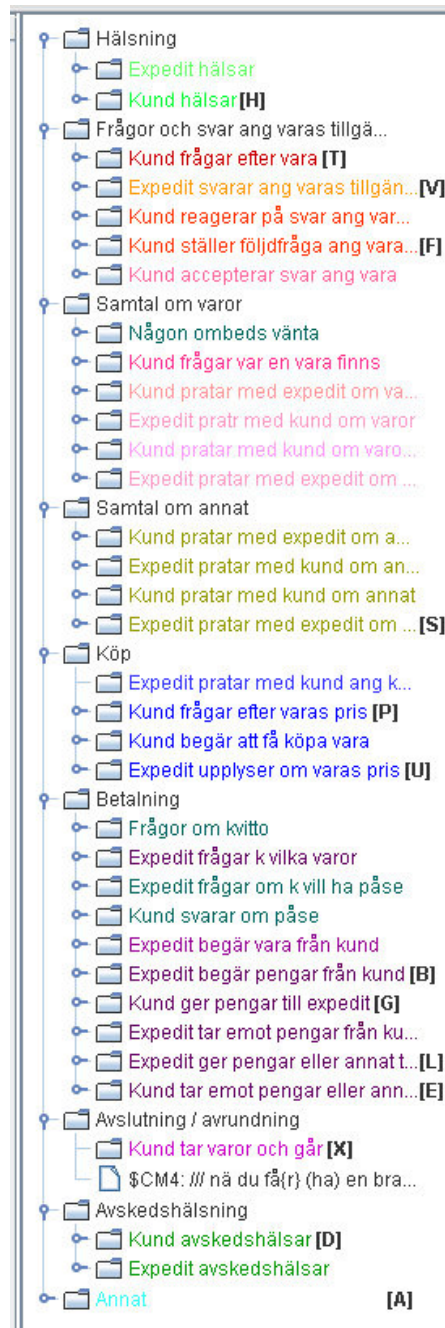 Hälsning
Expedit hälsar
Kund hälsar [H]
Frågor och svar ang varas tillgä...
Kund frågar efter vara [T]
Expedit svarar ang varas tillgän...[V]
Kund reagerar på svar ang var...
Kund ställer följdfråga ang vara...[F]
Kund accepterar svar ang vara
Samtal om varor
Någon ombeds vänta
Kund frågar var en vara finns
Kund pratar med expedit om va...
Expedit pratr med kund om varor
Kund pratar med kund om varo...
Expedit pratar med expedit om ...
Samtal om annat
Kund pratar med expedit om a...
Expedit pratar med kund om an...
Kund pratar med kund om annat
Expedit pratar med expedit om ...[S]
Köp
Expedit pratar med kund ang k...
Kund frågar efter varas pris [P]
Kund begär att få köpa vara
Expedit upplyser om varas pris [U]
Betalning
Frågor om kvitto
Expedit frågar k vilka varor
Expedit frågar om k vill ha påse
Kund svarar om påse
Expedit begär vara från kund
Expedit begär pengar från kund [B]
Kund ger pengar till expedit [G]
Expedit tar emot pengar från ku...
Expedit ger pengar eller annat t...[L]
Kund tar emot pengar eller ann...[E]
Avslutning / avrundning
Kund tar varor och går [X]
$CM4: /// nä du få{r} (ha) en bra...
Avskedshälsning
Kund avskedshälsar [D]
Expedit avskedshälsar
Annat [A]